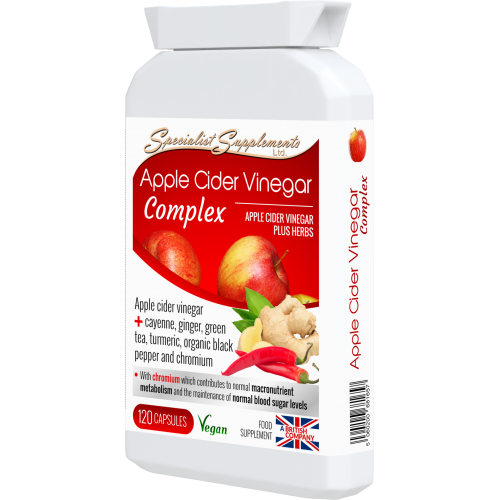 Specialist Supplements
Ltd.
Apple Cider Vinegar
Complex
APPLE CIDER VINEGAR
PLUS HERBS
Apple cider vinegar
+ cayenne, ginger, green
tea, turmeric, organic black
pepper and chromium
• With chromium which contributes to normal macronutrient
metabolism and the maintenance of normal blood sugar levels
120 CAPSULES
Vegan
FOOD
SUPPLEMENT
A BRITISH
COMPANY
Apple Cider Vinegar
Complex